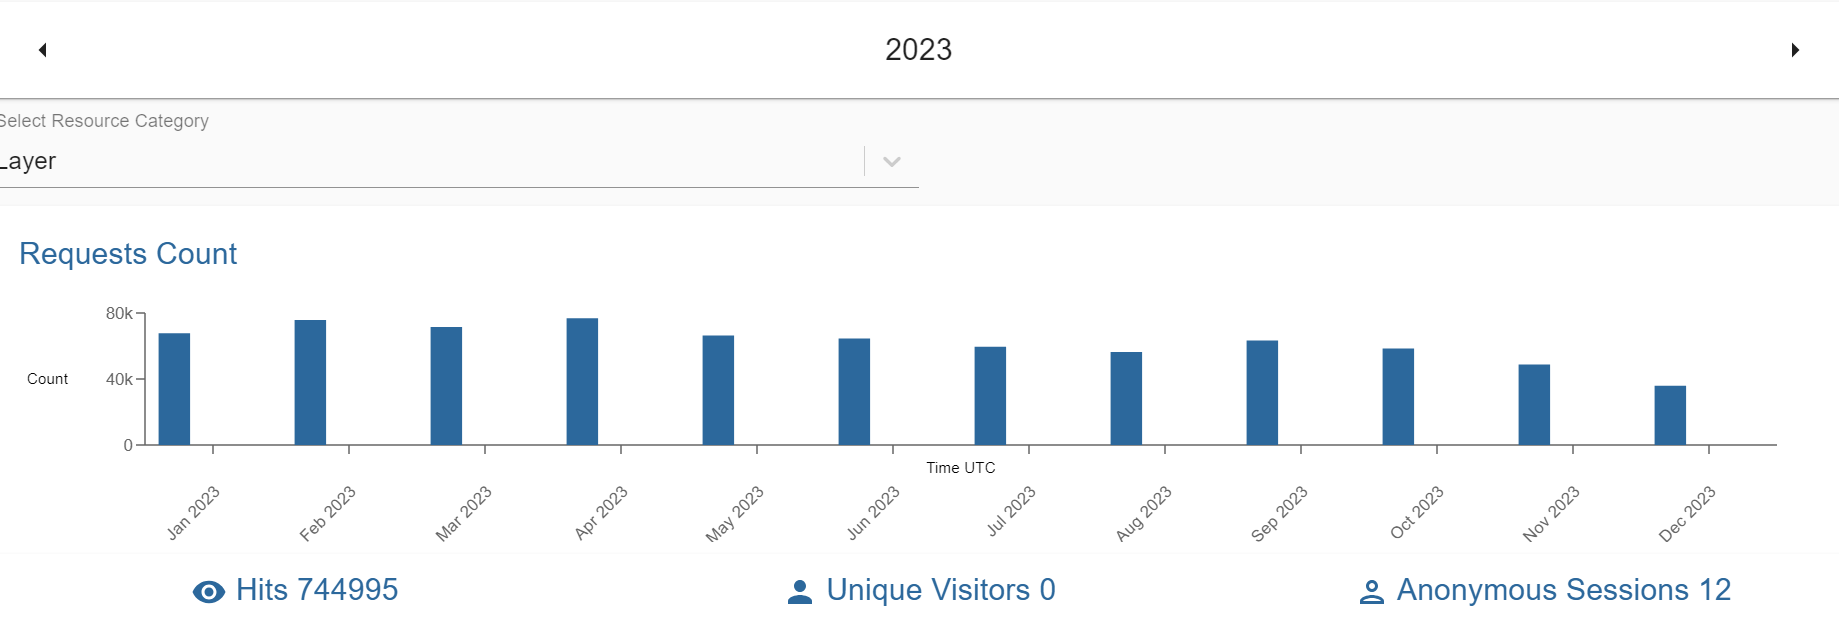 2023
Select Resource Category
Layer
Requests Count
80k
40k
0
Count
Time UTC
Jan 2023
Feb 2023
Mar 2023
Apr 2023
May 2023
Jun 2023
Jul 2023
Aug 2023
Sep 2023
Oct 2023
Nov 2023
Dec 2023
Hits 744995
Unique Visitors 0
Anonymous Sessions 12